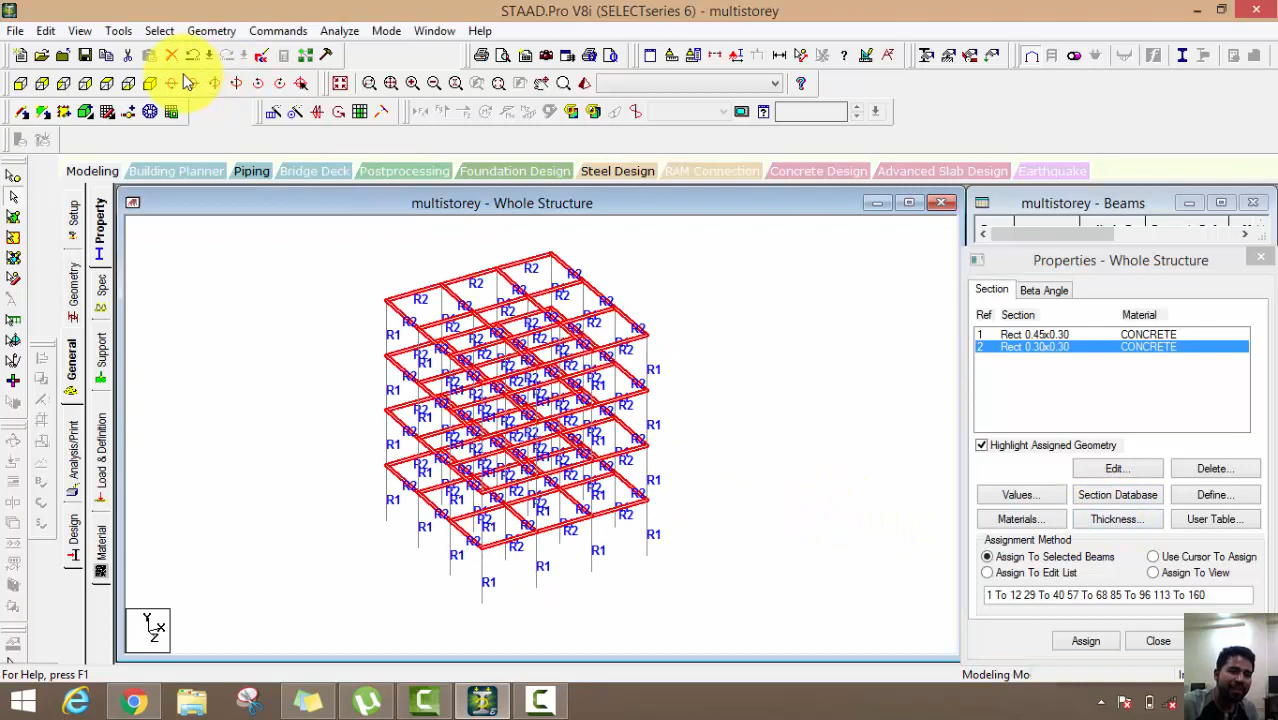 STAAD.Pro V8i (SELECTseries 6) - multistorey
File Edit View Tools Select Geometry Commands Analyze Mode Window Help
Modeling Building Planner Piping Bridge Deck Postprocessing Foundation Design Steel Design RAM Connection Concrete Design Advanced Slab Design Earthquake
Setup
Geometry
General
Analysis/Print
Design
Property
Spec
Support
Load & Definition
Material
multistorey - Whole Structure
R2
R1
Y
X
Z
multistorey - Beams
Properties - Whole Structure
Section Beta Angle
Ref Section Material
1 Rect 0.45x0.30 CONCRETE
2 Rect 0.30x0.30 CONCRETE
Highlight Assigned Geometry
Edit... Delete...
Values... Section Database Define...
Materials... Thickness... User Table...
Assignment Method
Assign To Selected Beams Use Cursor To Assign
Assign To Edit List Assign To View
1 To 12 29 To 40 57 To 68 85 To 96 113 To 160
Assign Close
For Help, press F1
Modeling Mo